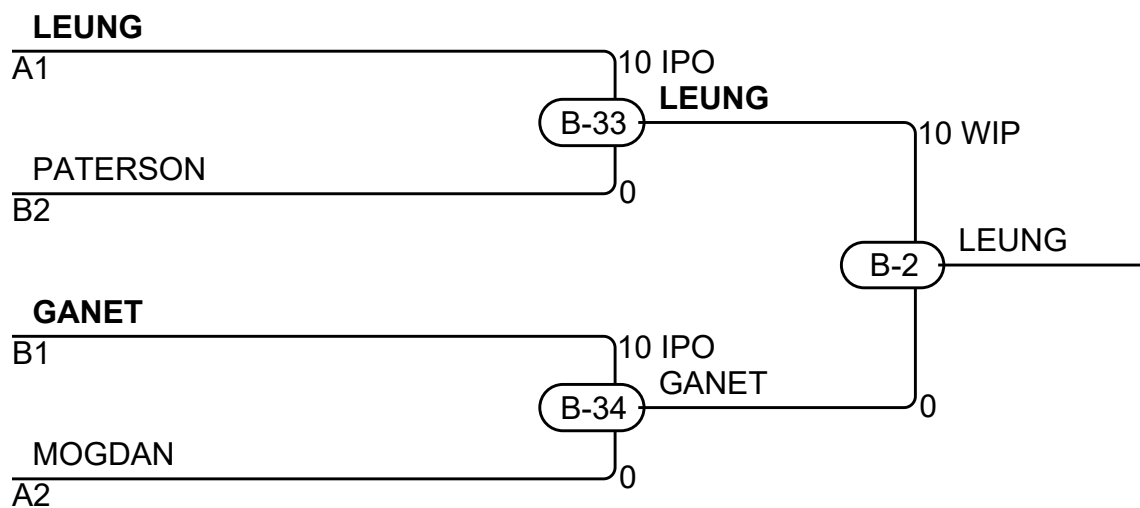 LEUNG
A1
10 IPO
B-33
LEUNG
10 WIP
PATERSON
B2
0
B-2
LEUNG
GANET
B1
10 IPO
B-34
GANET
0
MOGDAN
A2
0